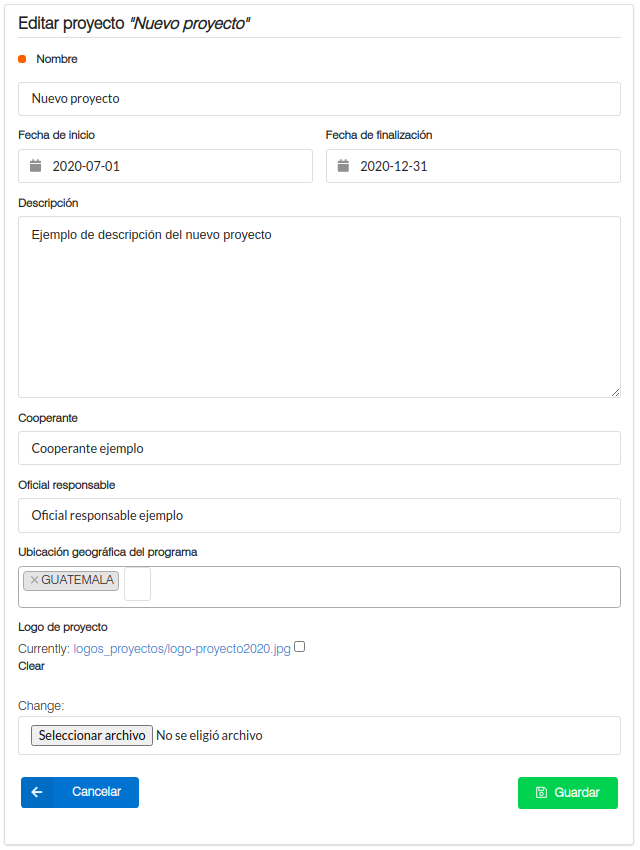 Editar proyecto "Nuevo proyecto"
Nombre
Nuevo proyecto
Fecha de inicio
Fecha de finalización
2020-07-01
2020-12-31
Descripción
Ejemplo de descripción del nuevo proyecto
Cooperante
Cooperante ejemplo
Oficial responsable
Oficial responsable ejemplo
Ubicación geográfica del programa
×GUATEMALA
Logo de proyecto
Currently: logos_proyectos/logo-proyecto2020.jpg
Clear
Change:
Seleccionar archivo No se eligió archivo
Cancelar
Guardar